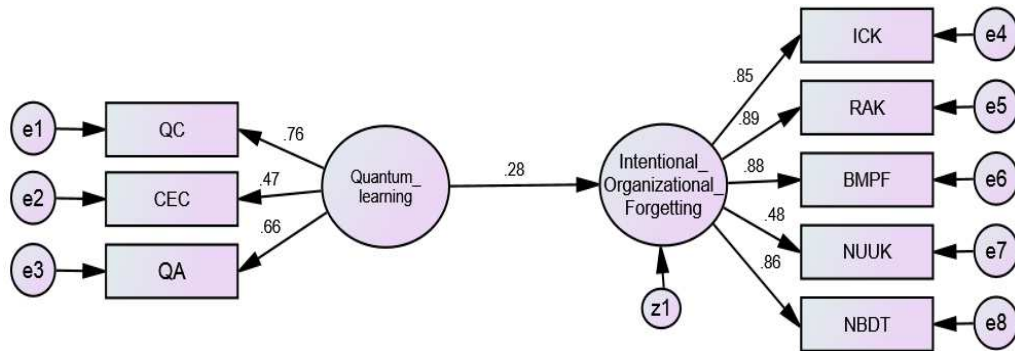 ICK
e4
.85
RAK
e5
.89
e1
QC
.76
Intentional_
Organizational_
Forgetting
.88
BMPF
e6
e2
CEC
.47
Quantum_
learning
.28
.48
NUUK
e7
e3
QA
.66
.86
z1
NBDT
e8